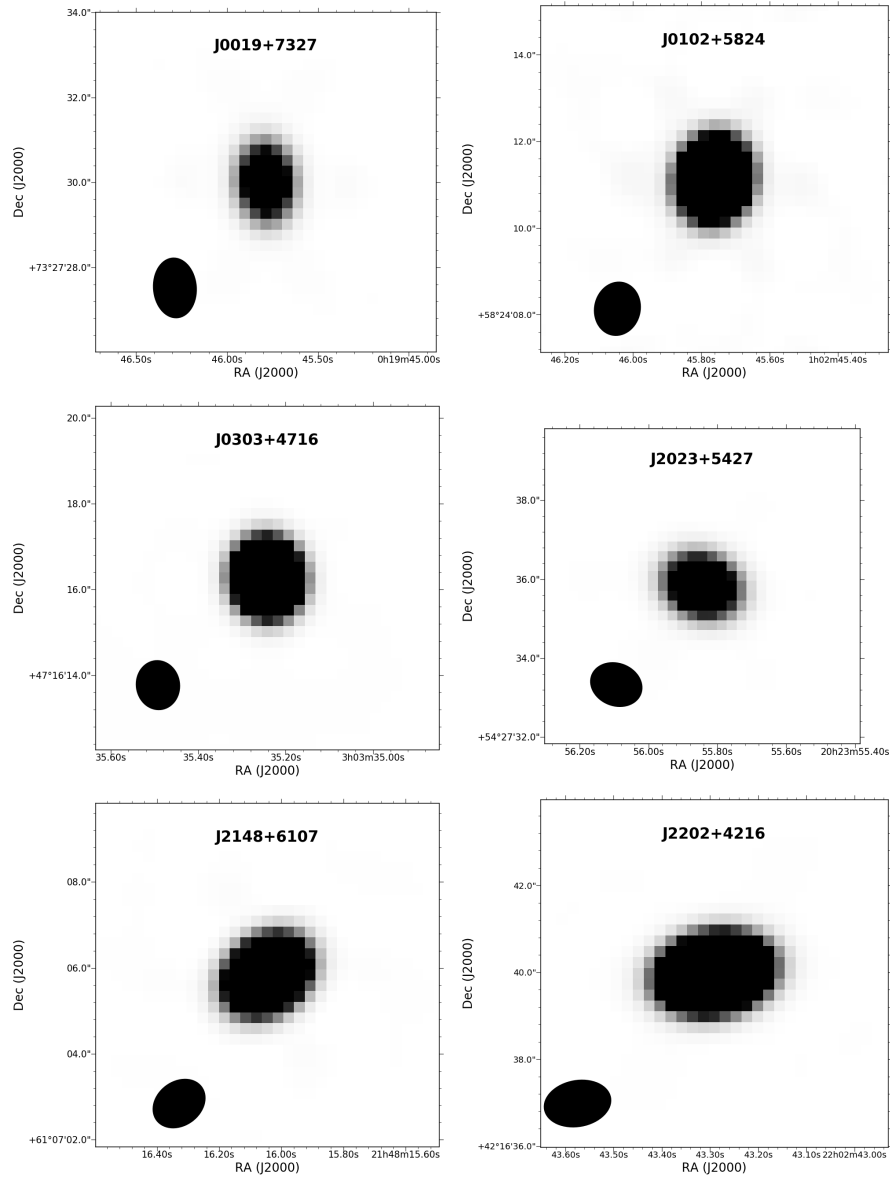 J0019+7327
34.0"
32.0"
30.0"
+73°27'28.0"
Dec (J2000)
46.50s 46.00s 45.50s 0h19m45.00s
RA (J2000)
J0102+5824
14.0"
12.0"
10.0"
+58°24'08.0"
Dec (J2000)
46.20s 46.00s 45.80s 45.60s 1h02m45.40s
RA (J2000)
J0303+4716
20.0"
18.0"
16.0"
+47°16'14.0"
Dec (J2000)
35.60s 35.40s 35.20s 3h03m35.00s
RA (J2000)
J2023+5427
38.0"
36.0"
34.0"
+54°27'32.0"
Dec (J2000)
56.20s 56.00s 55.80s 55.60s 20h23m55.40s
RA (J2000)
J2148+6107
08.0"
06.0"
04.0"
+61°07'02.0"
Dec (J2000)
16.40s 16.20s 16.00s 15.80s 21h48m15.60s
RA (J2000)
J2202+4216
42.0"
40.0"
38.0"
+42°16'36.0"
Dec (J2000)
43.60s 43.50s 43.40s 43.30s 43.20s 43.10s 22h02m43.00s
RA (J2000)